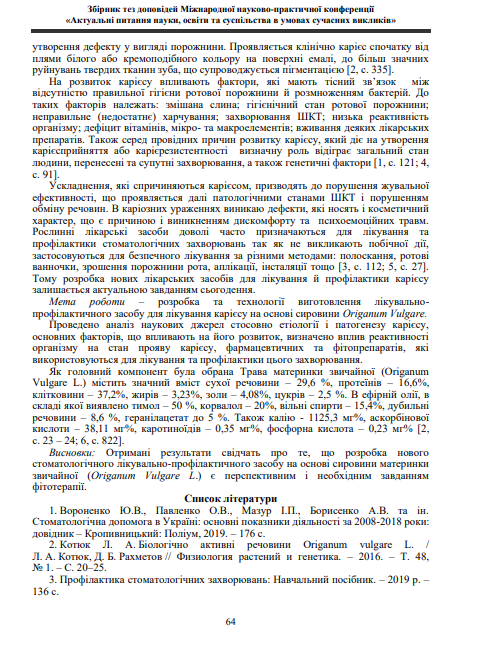 Збірник тез доповідей Міжнародної науково-практичної конференції
«Актуальні питання науки, освіти та суспільства в умовах сучасних викликів»
утворення дефекту у вигляді порожнини. Проявляється клінічно карієс спочатку від
плями білого або кремоподібного кольору на поверхні емалі, до більш значних
руйнувань твердих тканин зуба, що супроводжується пігментацією [2, с. 335].
На розвиток карієсу впливають фактори, які мають тісний зв’язок між
відсутністю правильної гігієни ротової порожнини й розмноженням бактерій. До
таких факторів належать: змішана слина; гігієнічний стан ротової порожнини;
неправильне (недостатнє) харчування; захворювання ШКТ; низька реактивність
організму; дефіцит вітамінів, мікро- та макроелементів; вживання деяких лікарських
препаратів. Також серед провідних причин розвитку карієсу, який діє на утворення
карієсприйняття або карієсрезистентності визначну роль відіграє загальний стан
людини, перенесені та супутні захворювання, а також генетичні фактори [1, с. 121; 4,
с. 91].
Ускладнення, які спричиняються карієсом, призводять до порушення жувальної
ефективності, що проявляється далі патологічними станами ШКТ і порушенням
обміну речовин. В каріозних ураженнях виникаю дефекти, які носять і косметичний
характер, що є причиною і виникненням дискомфорту та психоемоційних травм.
Рослинні лікарські засоби доволі часто призначаються для лікування та
профілактики стоматологічних захворювань так як не викликають побічної дії,
застосовуються для безпечного лікування за різними методами: полоскання, ротові
ванночки, зрошення порожнини рота, аплікації, інсталяції тощо [3, с. 112; 5, с. 27].
Тому розробка нових лікарських засобів для лікування й профілактики карієсу
залишається актуальною завданням сьогодення.
Мета роботи – розробка та технології виготовлення лікувально-
профілактичного засобу для лікування карієсу на основі сировини Origanum Vulgare.
Проведено аналіз наукових джерел стосовно етіології і патогенезу карієсу,
основних факторів, що впливають на його розвиток, визначено вплив реактивності
організму на стан прояву карієсу, фармацевтичних та фітопрепаратів, які
використовуються для лікування та профілактики цього захворювання.
Як головний компонент була обрана Трава материнки звичайної (Origanum
Vulgare L.) містить значний вміст сухої речовини – 29,6 %, протеїнів – 16,6%,
клітковини – 37,2%, жирів – 3,23%, золи – 4,08%, цукрів – 2,5 %. В ефірній олії, в
складі якої виявлено тимол – 50 %, корвалол – 20%, вільні спирти – 15,4%, дубильні
речовини – 8,6 %, геранілацетат до 5 %. Також калію - 1125,3 мг%, аскорбінової
кислоти – 38,11 мг%, каротиноїдів – 0,35 мг%, фосфорна кислота – 0,23 мг% [2,
с. 23 – 24; 6, с. 822].
Висновки: Отримані результати свідчать про те, що розробка нового
стоматологічного лікувально-профілактичного засобу на основі сировини материнки
звичайної (Origanum Vulgare L.) є перспективним і необхідним завданням
фітотерапії.
Список літератури
1. Вороненко Ю.В., Павленко О.В., Мазур І.П., Борисенко А.В. та ін.
Стоматологічна допомога в Україні: основні показники діяльності за 2008-2018 роки:
довідник – Кропивницький: Поліум, 2019. – 176 с.
2. Котюк Л. А. Біологічно активні речовини Origanum vulgare L. /
Л. А. Котюк, Д. Б. Рахметов // Физиология растений и генетика. – 2016. – Т. 48,
№ 1. – С. 20–25.
3. Профілактика стоматологічних захворювань: Навчальний посібник. – 2019 р. –
136 с.
64